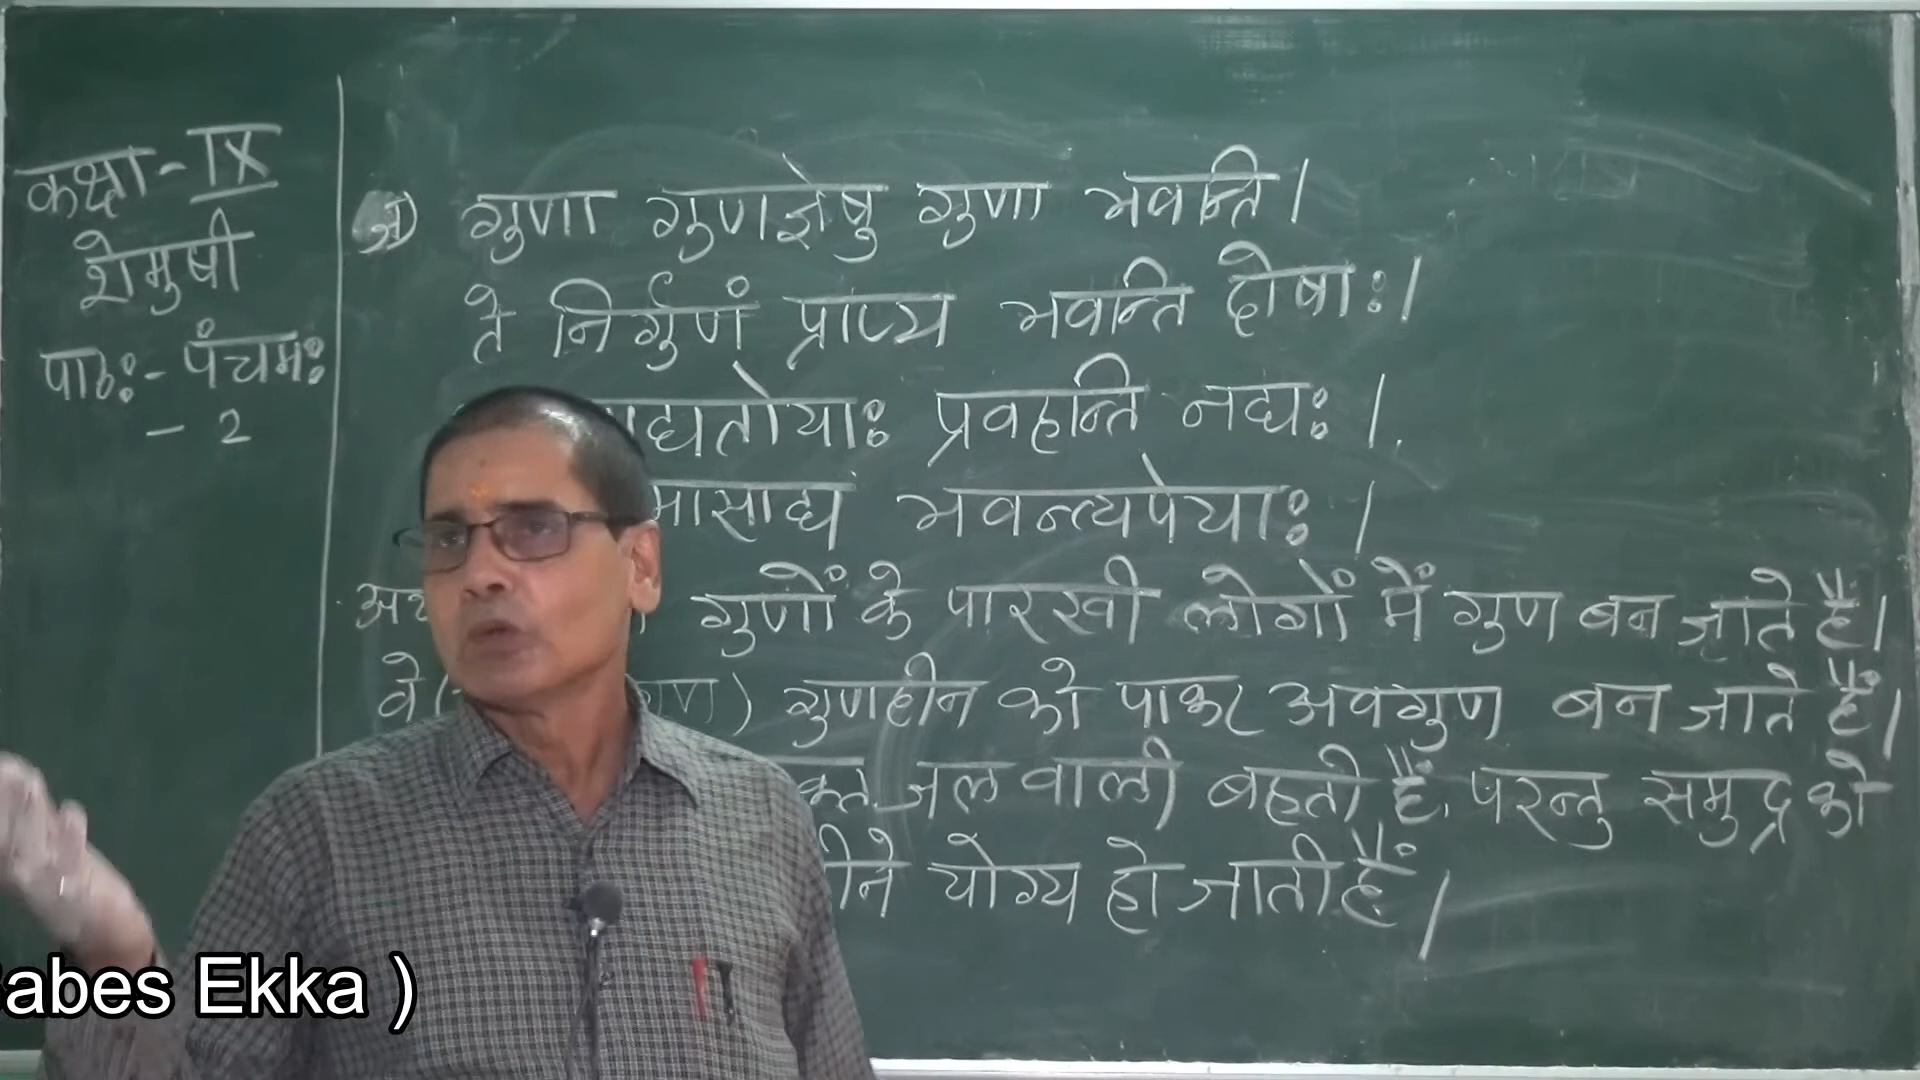 कक्षा - IX
शेमुषी
पाठः - पंचमः
- 2
गुणा गुणज्ञेषु गुणा भवन्ति।
ते निर्गुणं प्राप्य भवन्ति दोषाः।
द्यतोयाः प्रवहन्ति नद्यः।
मासाद्य भवन्त्यपेयाः।
गुणों के पारखी लोगों में गुण बन जाते हैं।
वे ( गुणहीन को पाकर अवगुण बन जाते हैं।
जल वाली बहती हैं, परन्तु समुद्र को
योग्य हो जाती हैं।
abes Ekka )